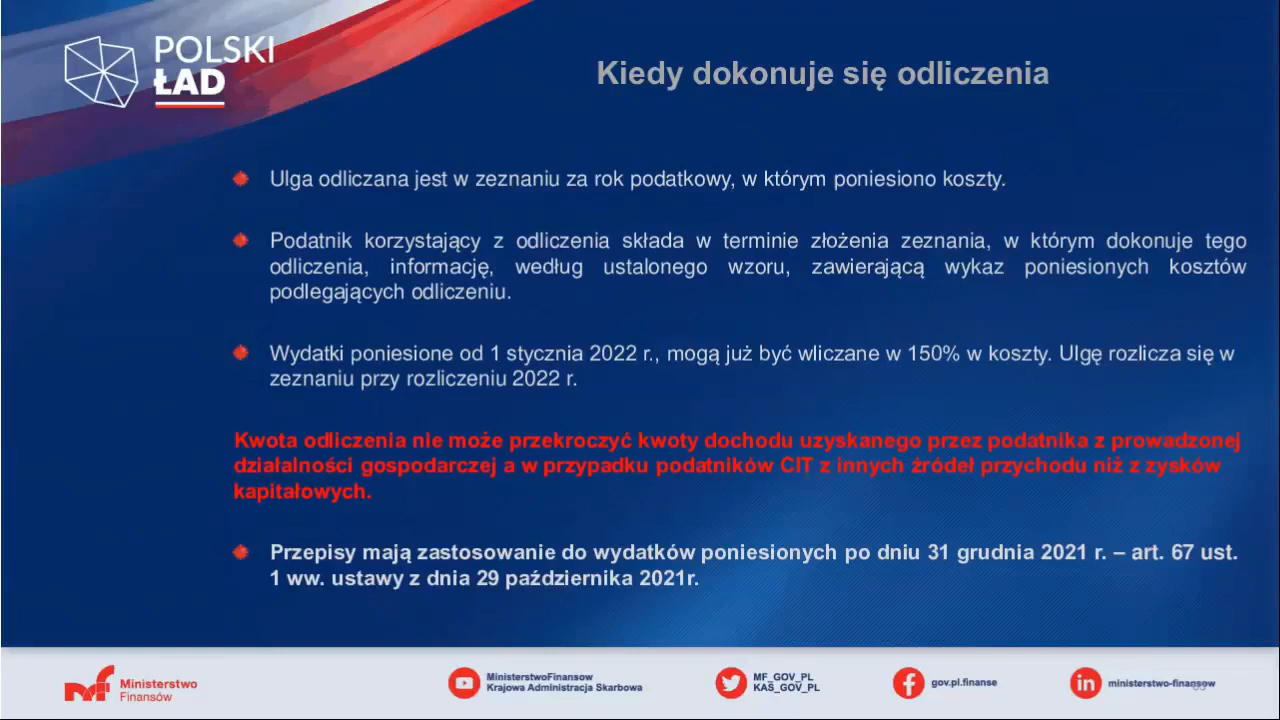 POLSKI
ŁAD
Kiedy dokonuje się odliczenia
Ulga odliczana jest w zeznaniu za rok podatkowy, w którym poniesiono koszty.
Podatnik korzystający z odliczenia składa w terminie złożenia zeznania, w którym dokonuje tego
odliczenia, informację, według ustalonego wzoru, zawierającą wykaz poniesionych kosztów
podlegających odliczeniu.
Wydatki poniesione od 1 stycznia 2022 r., mogą już być wliczane w 150% w koszty. Ulgę rozlicza się w
zeznaniu przy rozliczeniu 2022 r.
Kwota odliczenia nie może przekroczyć kwoty dochodu uzyskanego przez podatnika z prowadzonej
działalności gospodarczej a w przypadku podatników CIT z innych źródeł przychodu niż z zysków
kapitałowych.
Przepisy mają zastosowanie do wydatków poniesionych po dniu 31 grudnia 2021 r. – art. 67 ust.
1 ww. ustawy z dnia 29 października 2021r.
Ministerstwo
Finansów
MinisterstwoFinansow
Krajowa Administracja Skarbowa
MF_GOV_PL
KAS_GOV_PL
gov.pl.finanse
ministerstwo-finansow